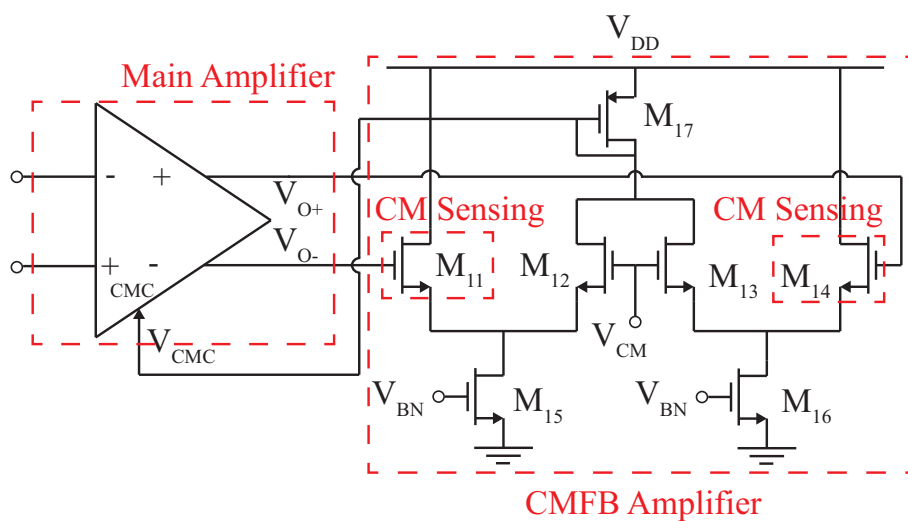 V_DD
Main Amplifier
M_17
- +
V_O+
CM Sensing
CM Sensing
V_O-
+ -
M_11
M_12
M_13
M_14
CMC
V_CMC
V_CM
V_BN
M_15
V_BN
M_16
CMFB Amplifier